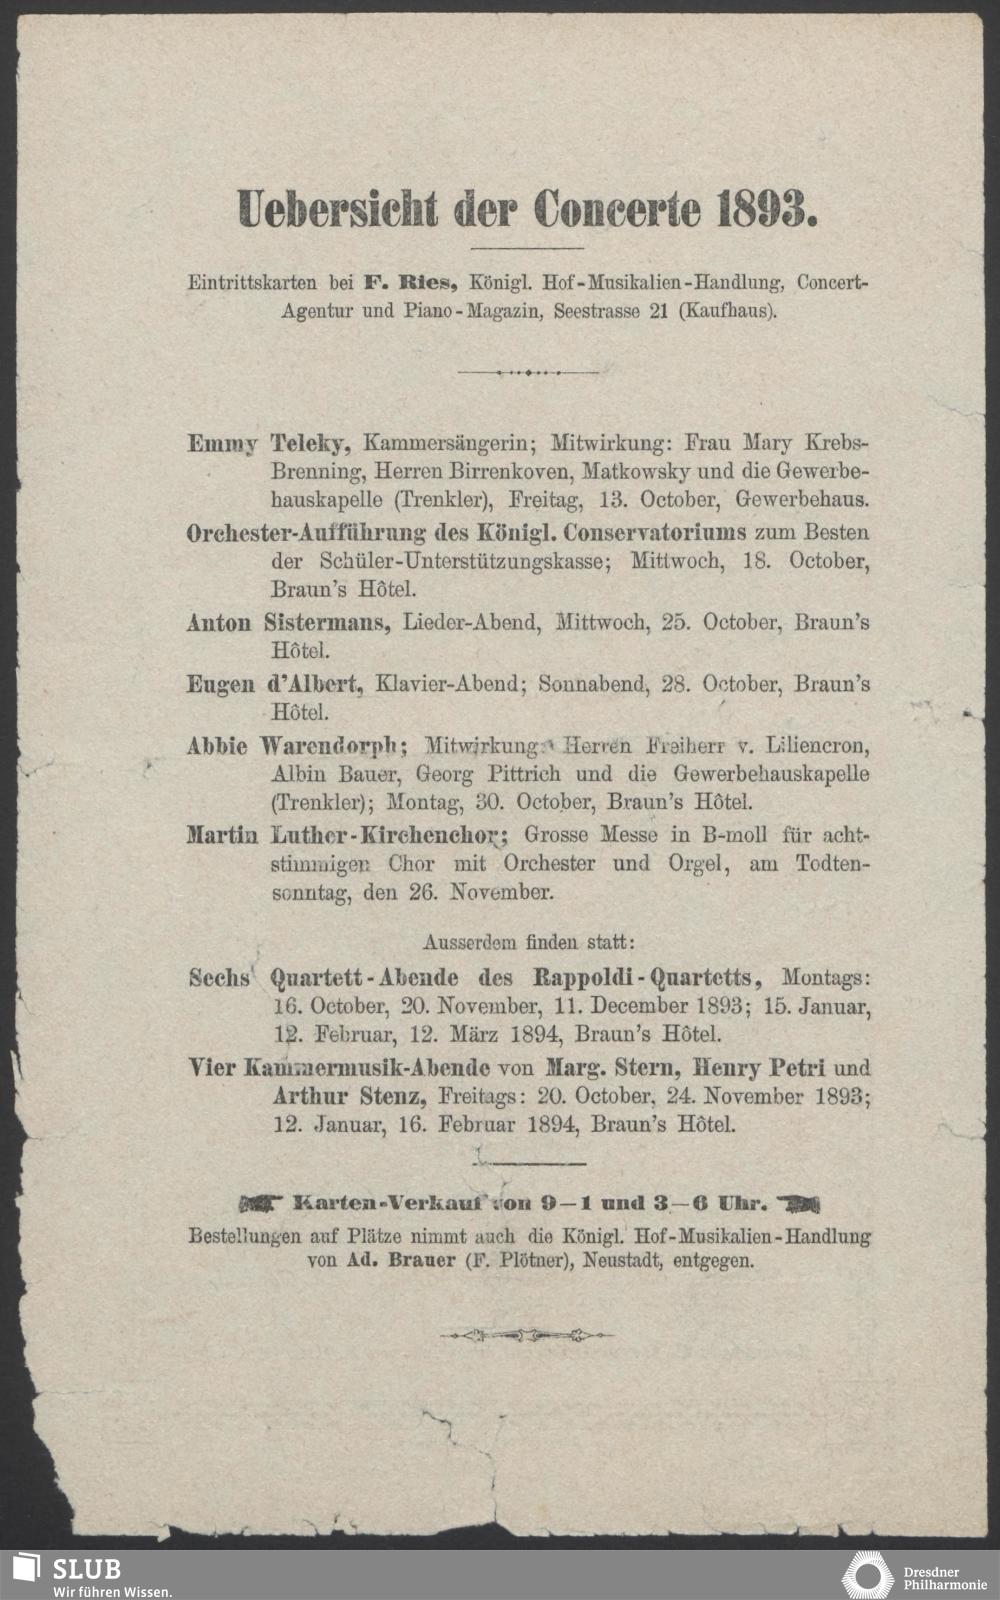 Uebersicht der Concerte 1893.
Eintrittskarten bei F. Ries, Königl. Hof-Musikalien-Handlung, Concert-
Agentur und Piano-Magazin, Seestrasse 21 (Kaufhaus).
Emmy Teleky, Kammersängerin; Mitwirkung: Frau Mary Krebs-
Brenning, Herren Birrenkoven, Matkowsky und die Gewerbe-
hauskapelle (Trenkler), Freitag, 13. October, Gewerbehaus.
Orchester-Aufführung des Königl. Conservatoriums zum Besten
der Schüler-Unterstützungskasse; Mittwoch, 18. October,
Braun's Hôtel.
Anton Sistermans, Lieder-Abend, Mittwoch, 25. October, Braun's
Hôtel.
Eugen d'Albert, Klavier-Abend; Sonnabend, 28. October, Braun's
Hôtel.
Abbie Warendorph; Mitwirkung: Herren Freiherr v. Liliencron,
Albin Bauer, Georg Pittrich und die Gewerbehauskapelle
(Trenkler); Montag, 30. October, Braun's Hôtel.
Martin Luther-Kirchenchor; Grosse Messe in B-moll für acht-
stimmigen Chor mit Orchester und Orgel, am Todten-
sonntag, den 26. November.
Ausserdem finden statt:
Sechs Quartett-Abende des Rappoldi-Quartetts, Montags:
16. October, 20. November, 11. December 1893; 15. Januar,
12. Februar, 12. März 1894, Braun's Hôtel.
Vier Kammermusik-Abende von Marg. Stern, Henry Petri und
Arthur Stenz, Freitags: 20. October, 24. November 1893;
12. Januar, 16. Februar 1894, Braun's Hôtel.
Karten-Verkauf von 9—1 und 3—6 Uhr.
Bestellungen auf Plätze nimmt auch die Königl. Hof-Musikalien-Handlung
von Ad. Brauer (F. Plötner), Neustadt, entgegen.
SLUB
Wir führen Wissen.
Dresdner
Philharmonie